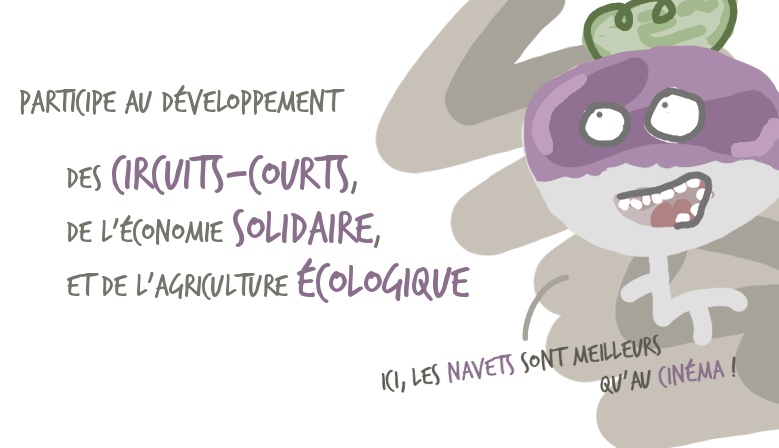 PARTICIPE AU DÉVELOPPEMENT
DES CIRCUITS-COURTS,
DE L'ÉCONOMIE SOLIDAIRE,
ET DE L'AGRICULTURE ÉCOLOGIQUE
ICI, LES NAVETS SONT MEILLEURS
QU'AU CINÉMA !